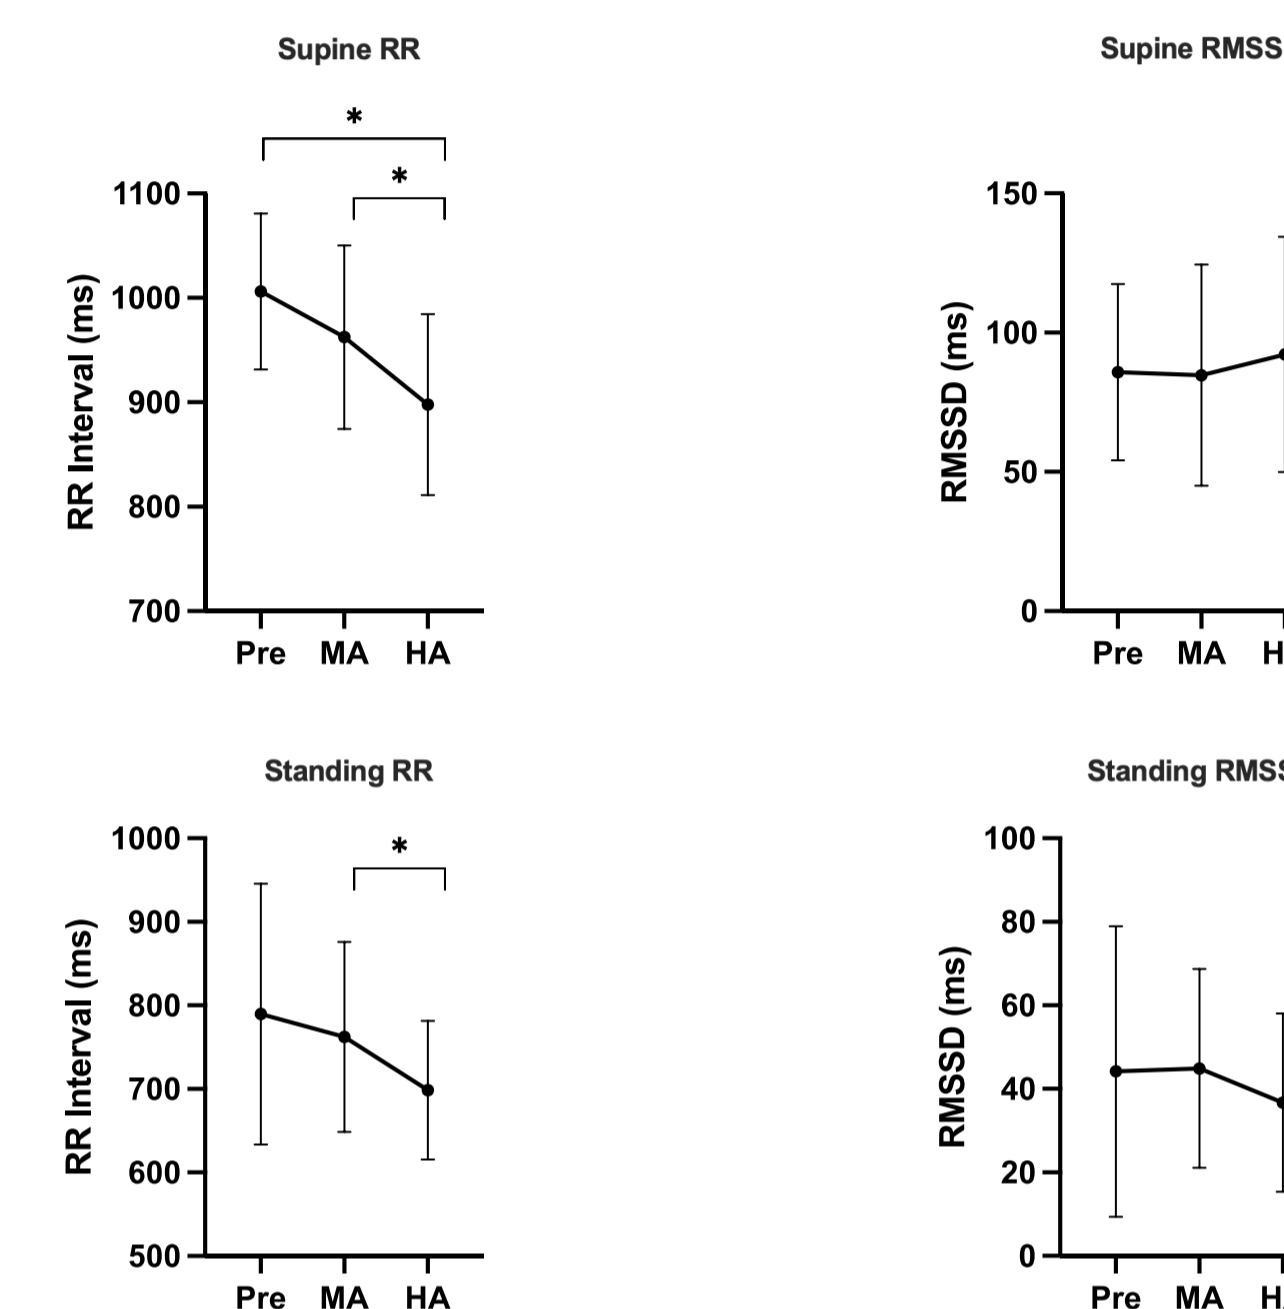 Supine RR
*
*
1100
1000
900
800
700
RR Interval (ms)
Pre MA HA
Supine RMSS
150
100
50
0
RMSSD (ms)
Pre MA H
Standing RR
*
1000
900
800
700
600
500
RR Interval (ms)
Pre MA HA
Standing RMSS
100
80
60
40
20
0
RMSSD (ms)
Pre MA H